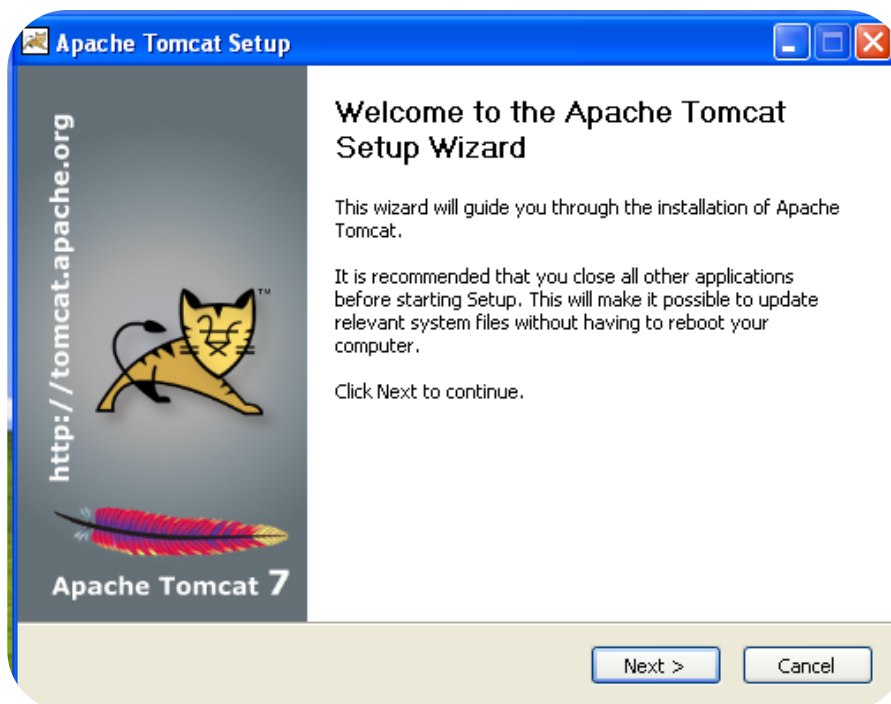 Apache Tomcat Setup
http://tomcat.apache.org
TM
Apache Tomcat 7
Welcome to the Apache Tomcat
Setup Wizard
This wizard will guide you through the installation of Apache
Tomcat.
It is recommended that you close all other applications
before starting Setup. This will make it possible to update
relevant system files without having to reboot your
computer.
Click Next to continue.
Next >
Cancel